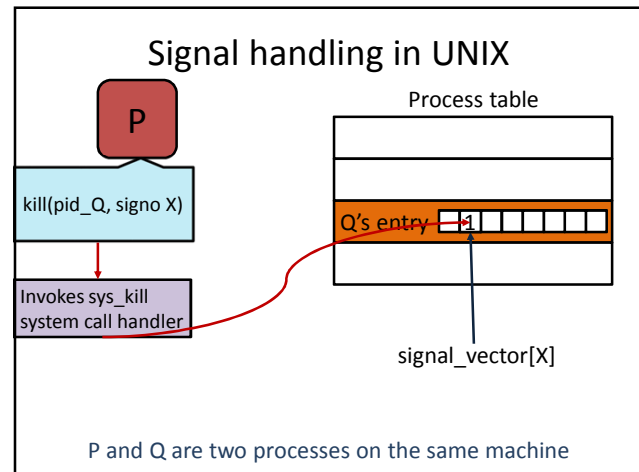 Signal handling in UNIX
P
Process table
kill(pid_Q, signo X)
Q's entry
1
Invokes sys_kill
system call handler
signal_vector[X]
P and Q are two processes on the same machine